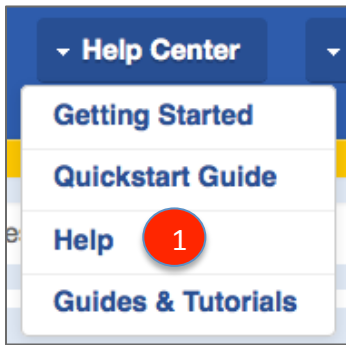 Help Center
Getting Started
Quickstart Guide
Help 1
Guides & Tutorials